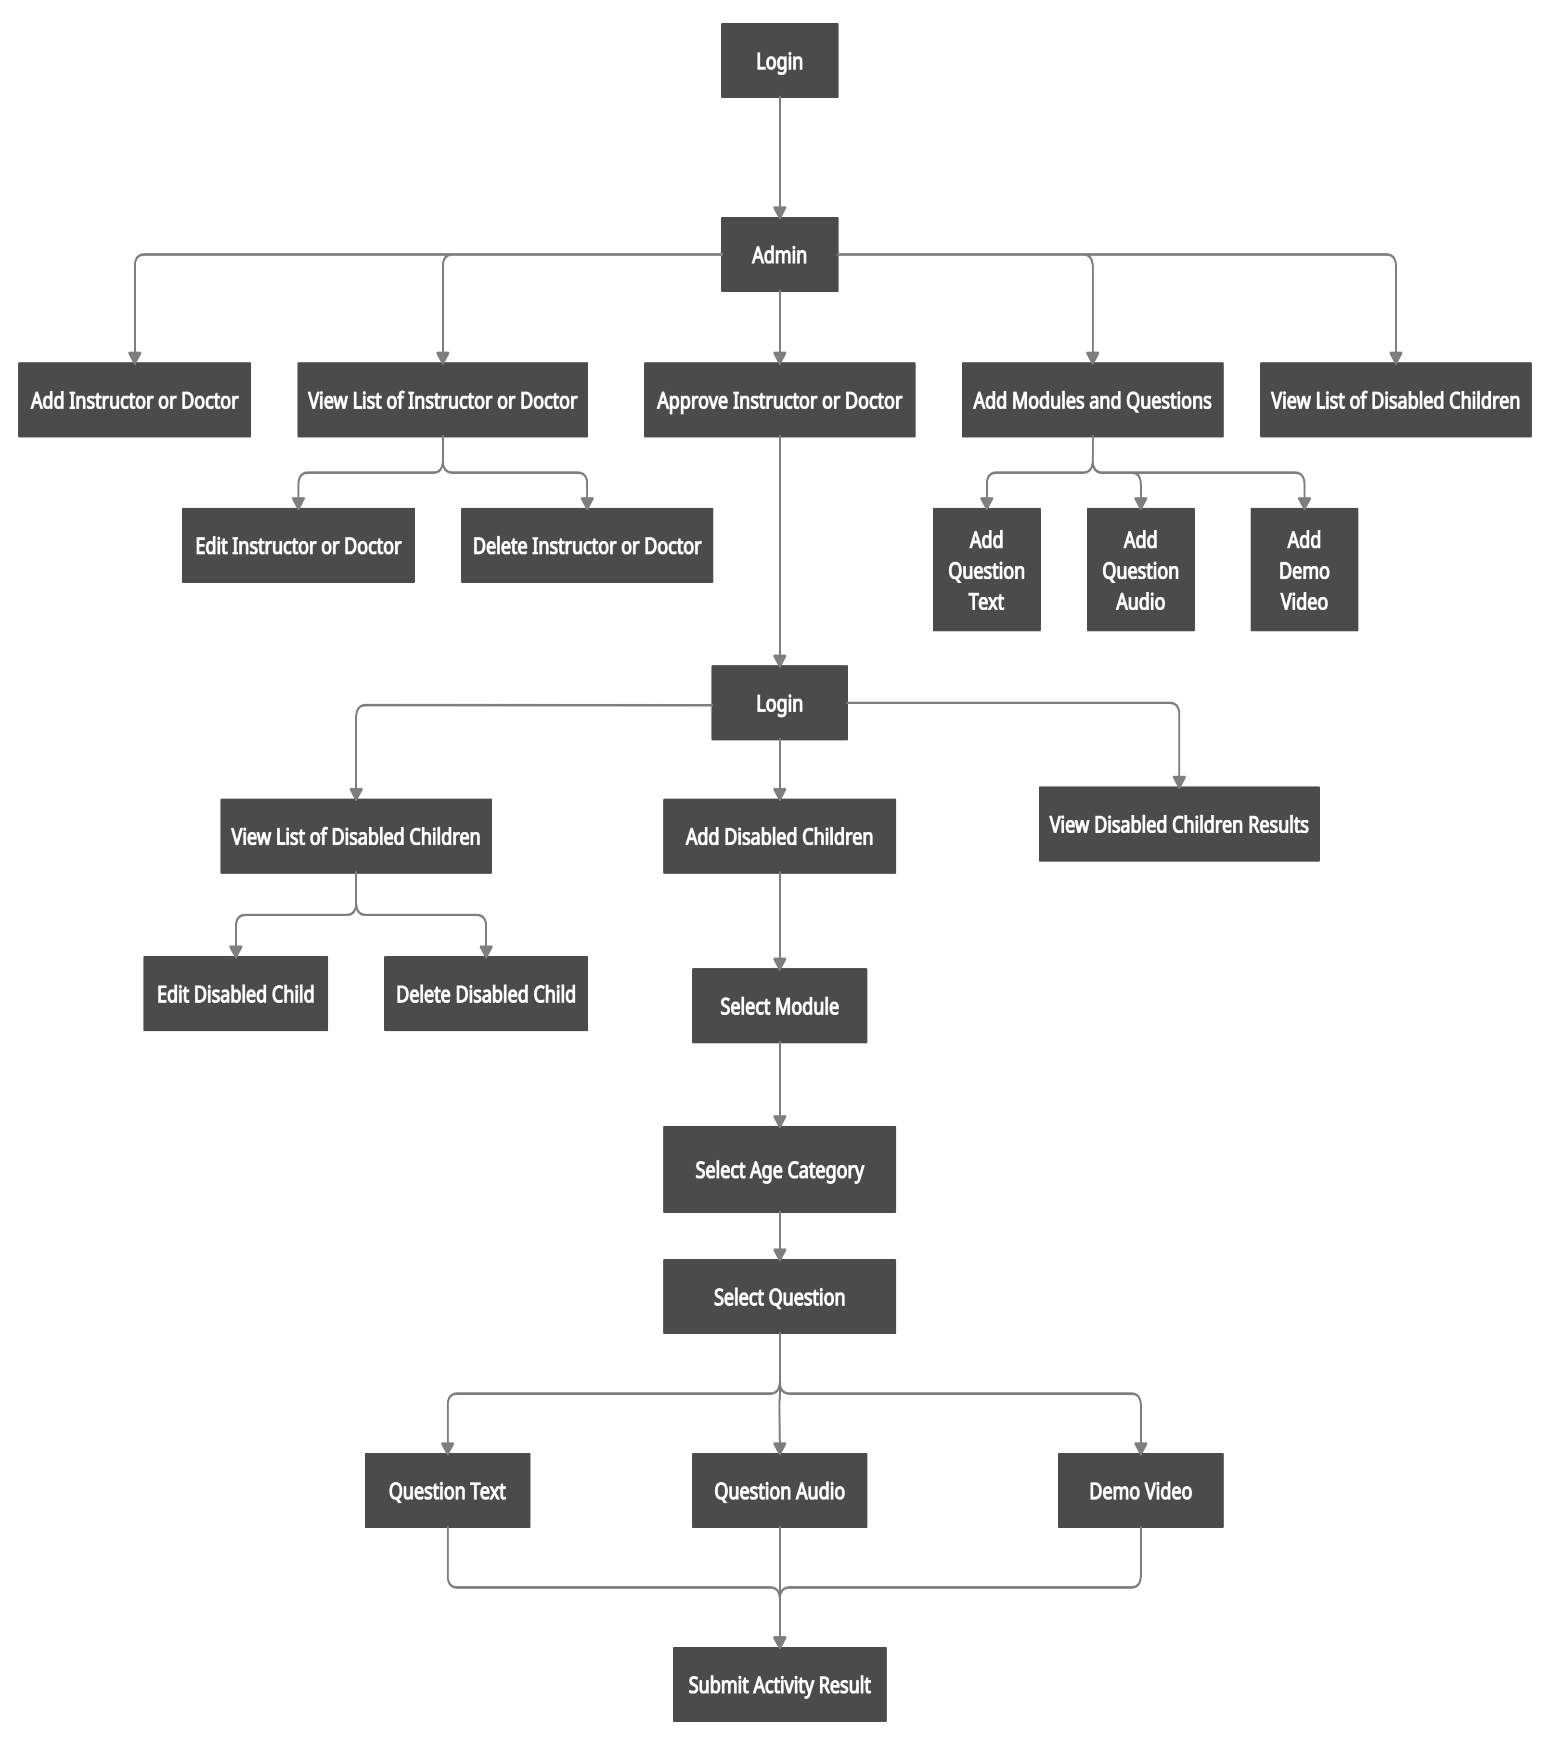 Login
Admin
Add Instructor or Doctor
View List of Instructor or Doctor
Approve Instructor or Doctor
Add Modules and Questions
View List of Disabled Children
Edit Instructor or Doctor
Delete Instructor or Doctor
Add
Question
Text
Add
Question
Audio
Add
Demo
Video
Login
View List of Disabled Children
Add Disabled Children
View Disabled Children Results
Edit Disabled Child
Delete Disabled Child
Select Module
Select Age Category
Select Question
Question Text
Question Audio
Demo Video
Submit Activity Result